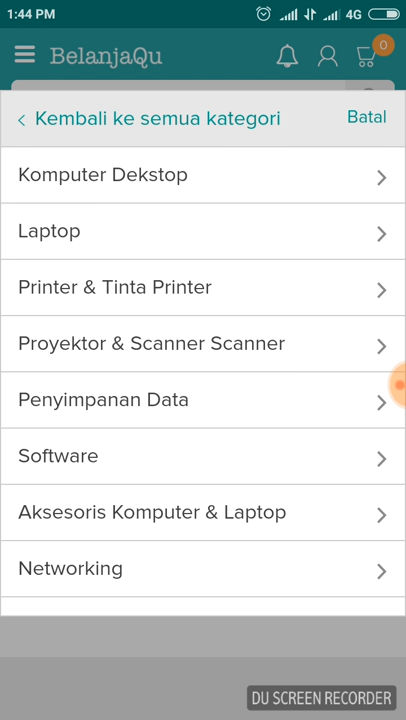 1:44 PM 4G
BelanjaQu 0
Kembali ke semua kategori Batal
Komputer Dekstop
Laptop
Printer & Tinta Printer
Proyektor & Scanner Scanner
Penyimpanan Data
Software
Aksesoris Komputer & Laptop
Networking
DU SCREEN RECORDER